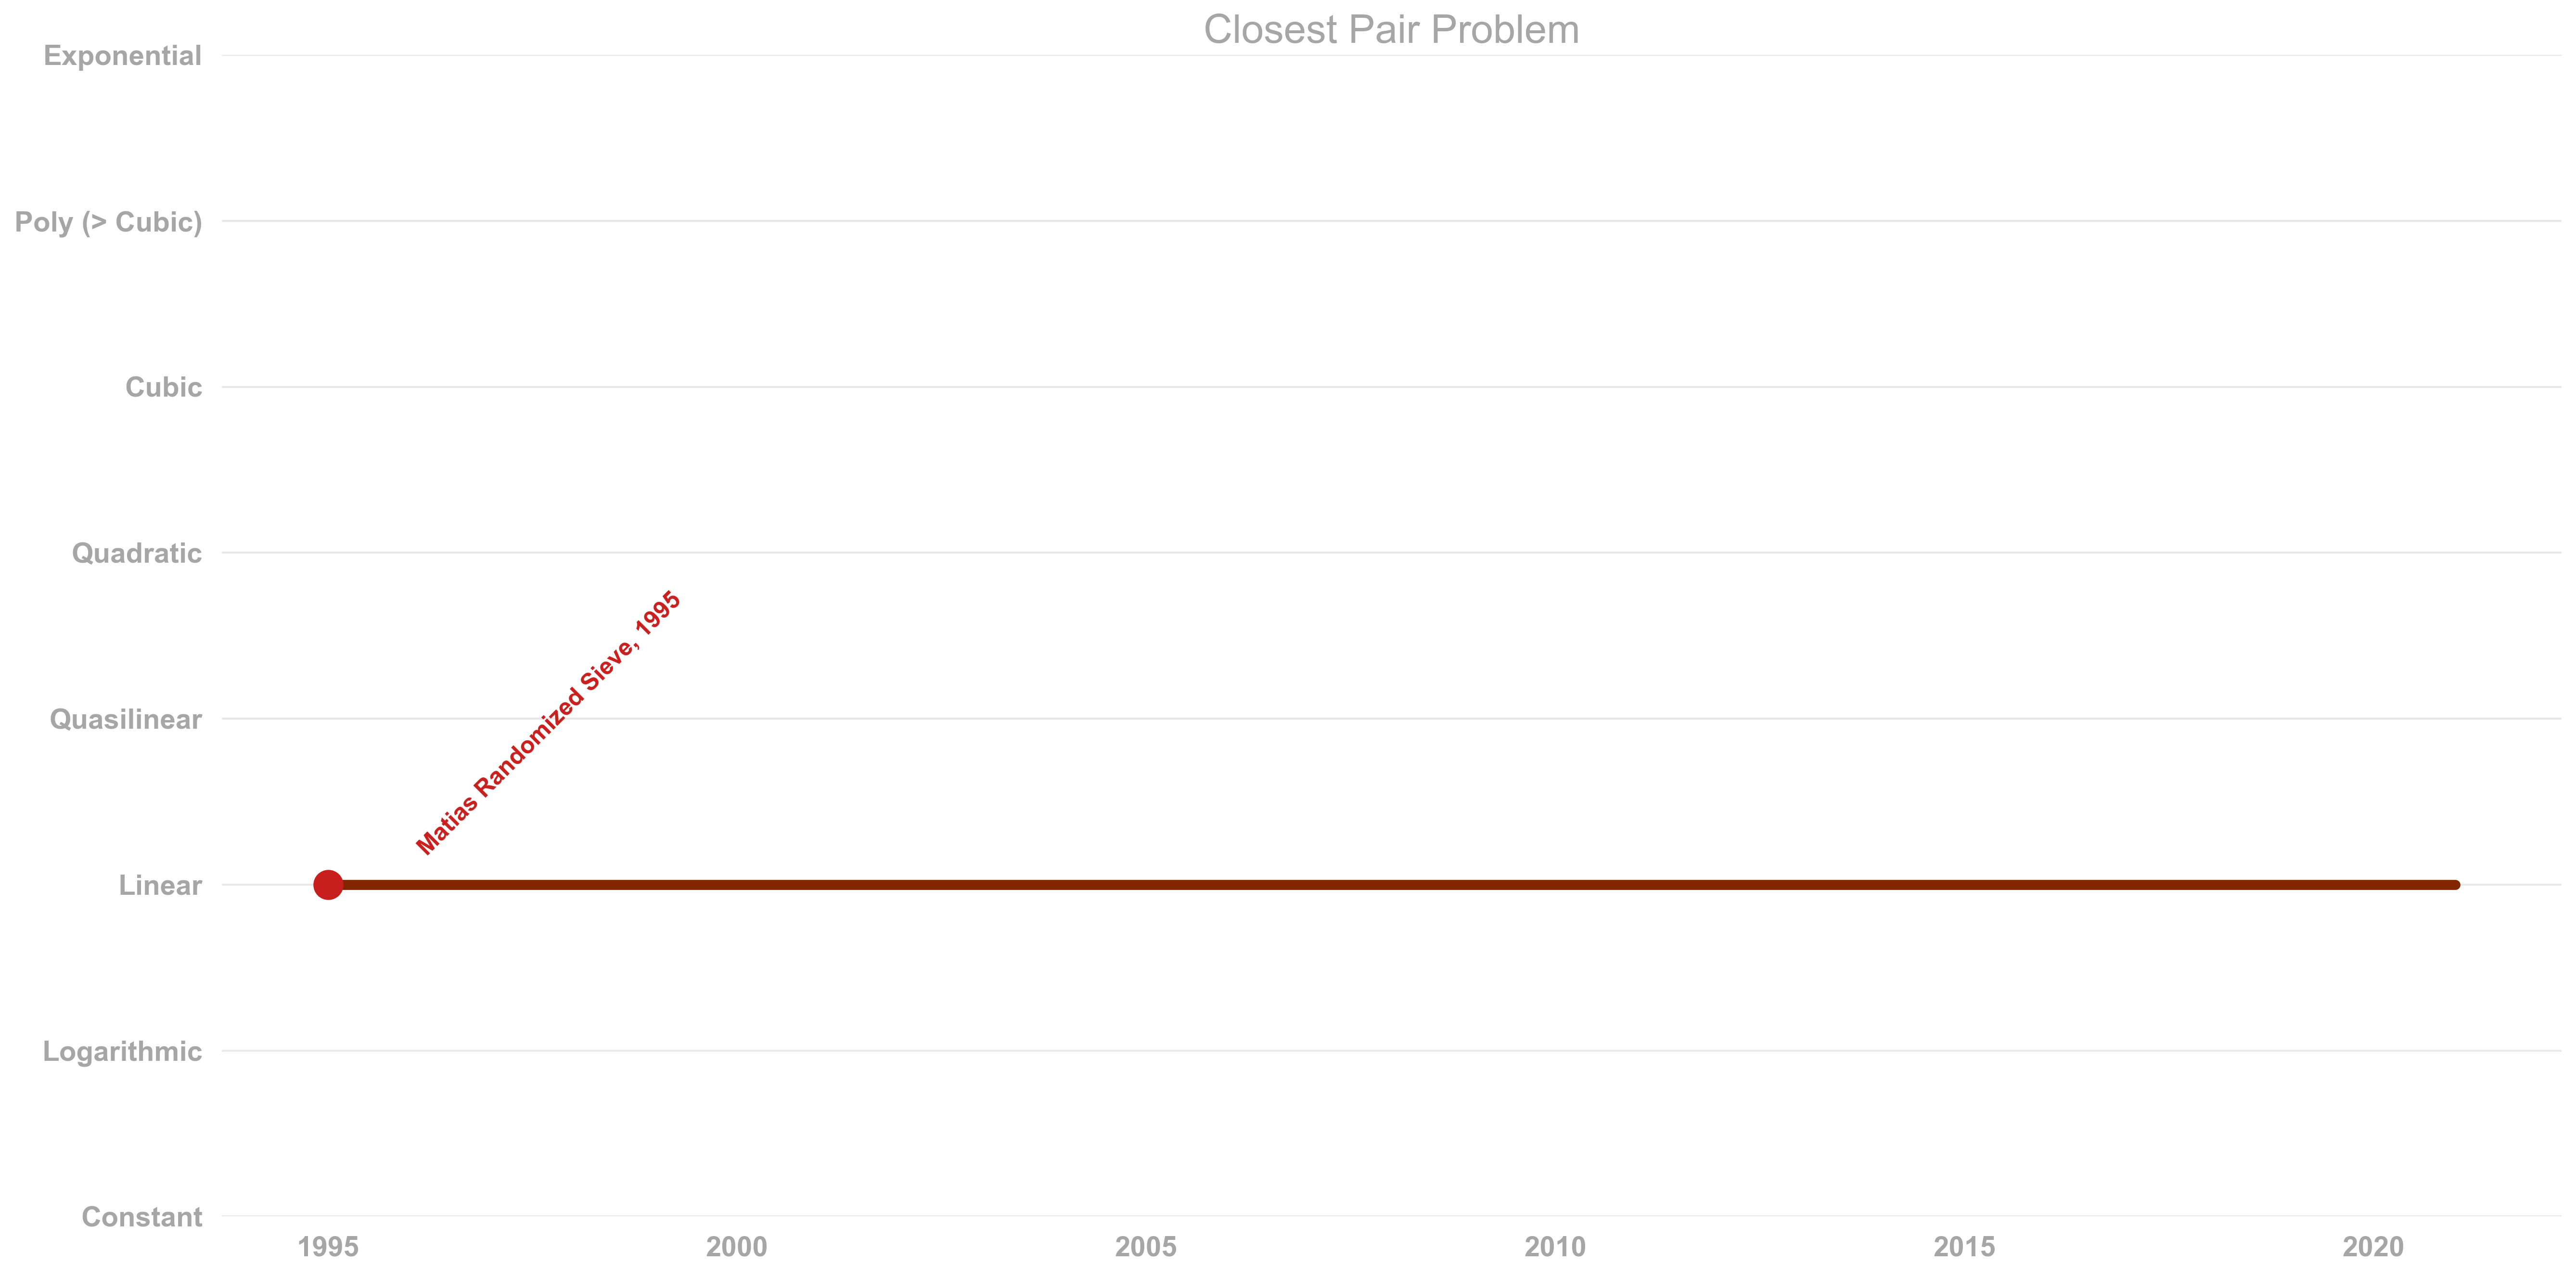 Closest Pair Problem
Exponential
Poly (> Cubic)
Cubic
Quadratic
Quasilinear
Linear
Logarithmic
Constant
Matias Randomized Sieve, 1995
1995
2000
2005
2010
2015
2020